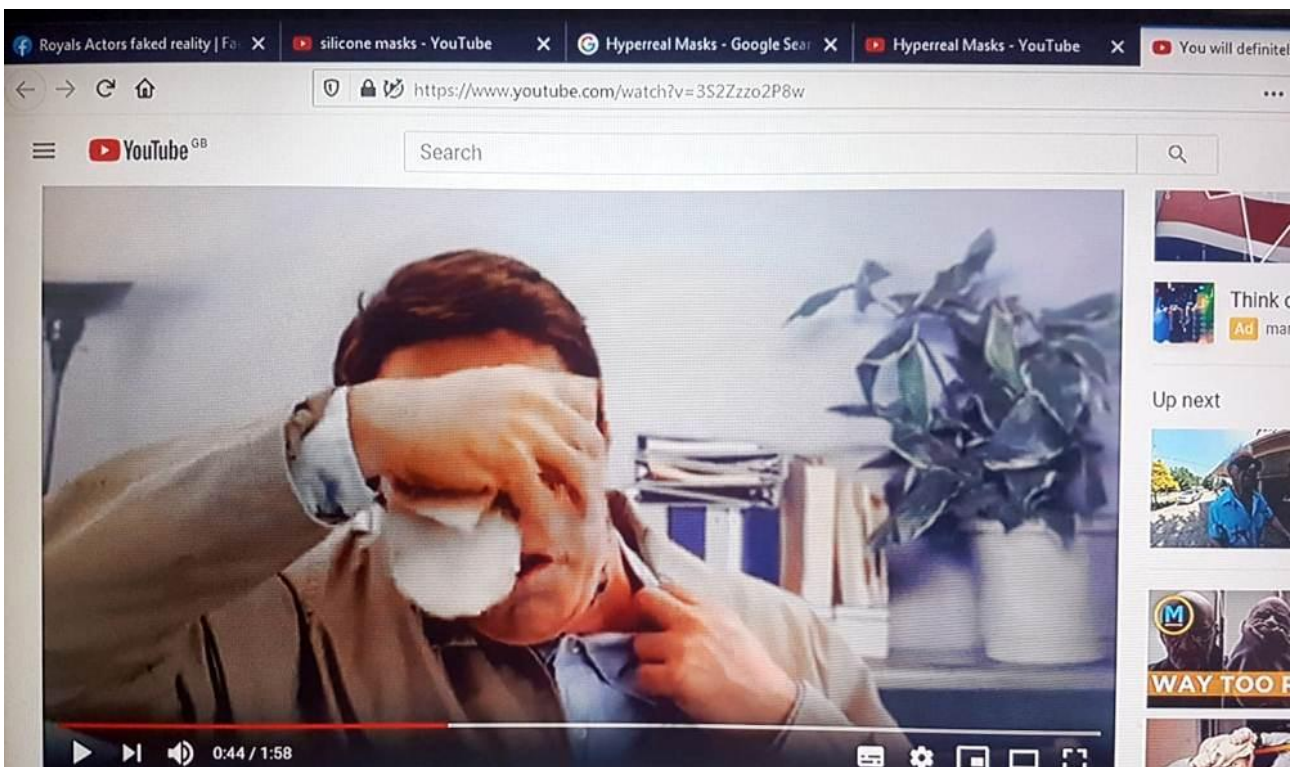 Royals Actors faked reality | Fa
silicone masks - YouTube
Hyperreal Masks - Google Sear
Hyperreal Masks - YouTube
You will definitel
https://www.youtube.com/watch?v=3S2Zzzo2P8w
YouTube GB
Search
Think
Ad
Up next
M
WAY TOO
0:44 / 1:58